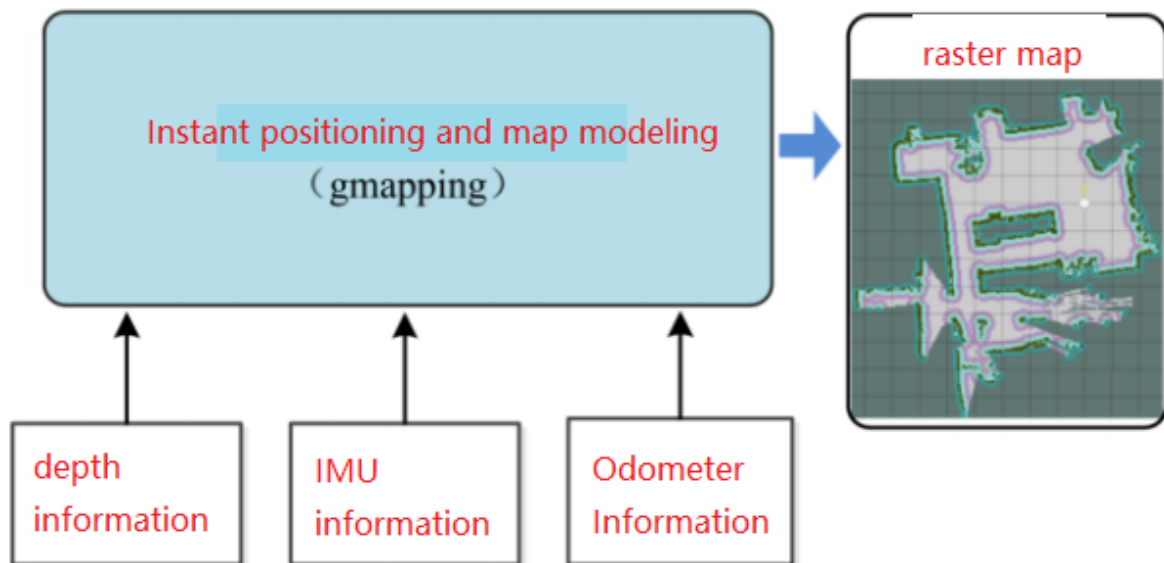 raster map
Instant positioning and map modeling
（gmapping）
depth
information
IMU
information
Odometer
Information